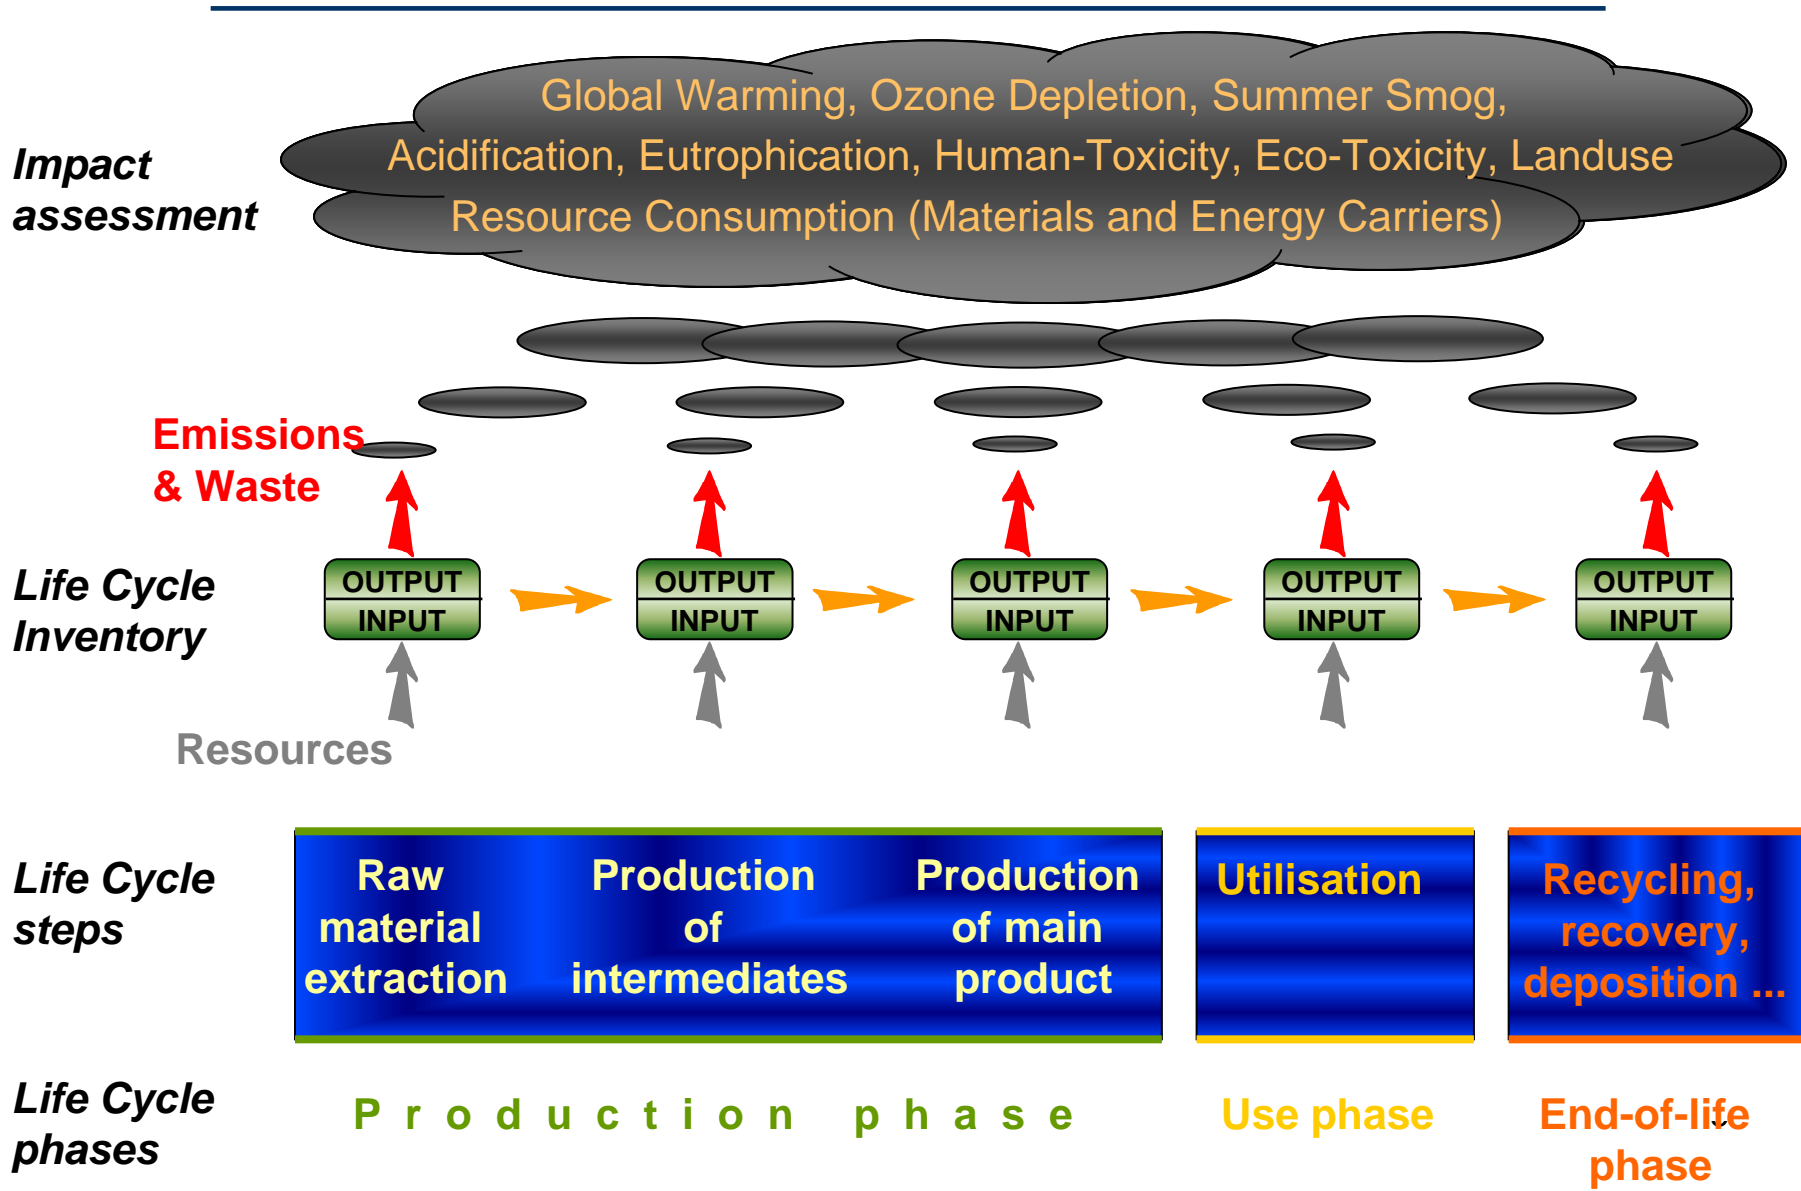 Global Warming, Ozone Depletion, Summer Smog,
Acidification, Eutrophication, Human-Toxicity, Eco-Toxicity, Landuse
Resource Consumption (Materials and Energy Carriers)
Impact
assessment
Emissions
& Waste
Life Cycle
Inventory
OUTPUT
INPUT
OUTPUT
INPUT
OUTPUT
INPUT
OUTPUT
INPUT
OUTPUT
INPUT
Resources
Life Cycle
steps
Raw
material
extraction
Production
of
intermediates
Production
of main
product
Utilisation
Recycling,
recovery,
deposition ...
Life Cycle
phases
Production phase
Use phase
End-of-life
phase